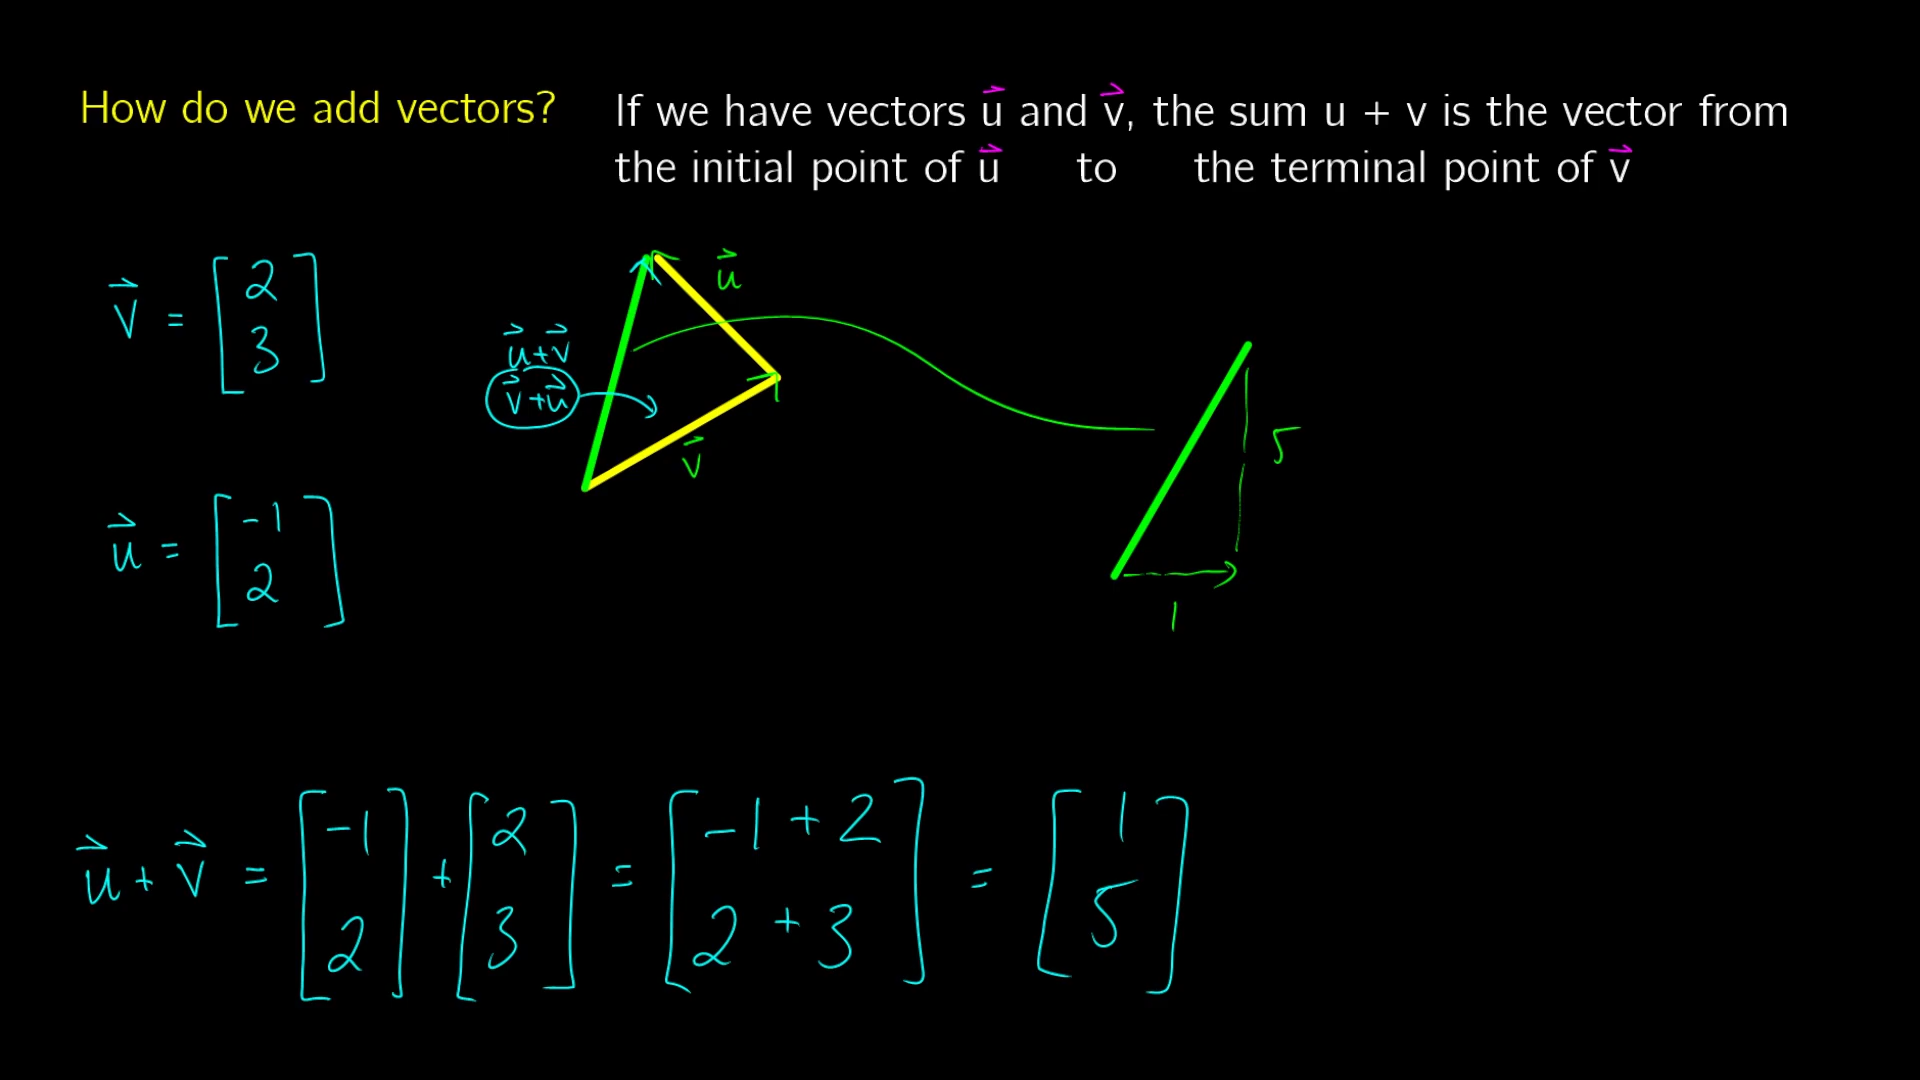 How do we add vectors?
If we have vectors u⃗ and v⃗, the sum u + v is the vector from
the initial point of u⃗ to the terminal point of v⃗
v⃗ = [2
3]
u⃗ = [-1
2]
u⃗
u⃗+v⃗
v⃗+u⃗
v⃗
5
1
u⃗ + v⃗ = [-1 2] + [2 3] = [-1 + 2 2 + 3] = [1 5]